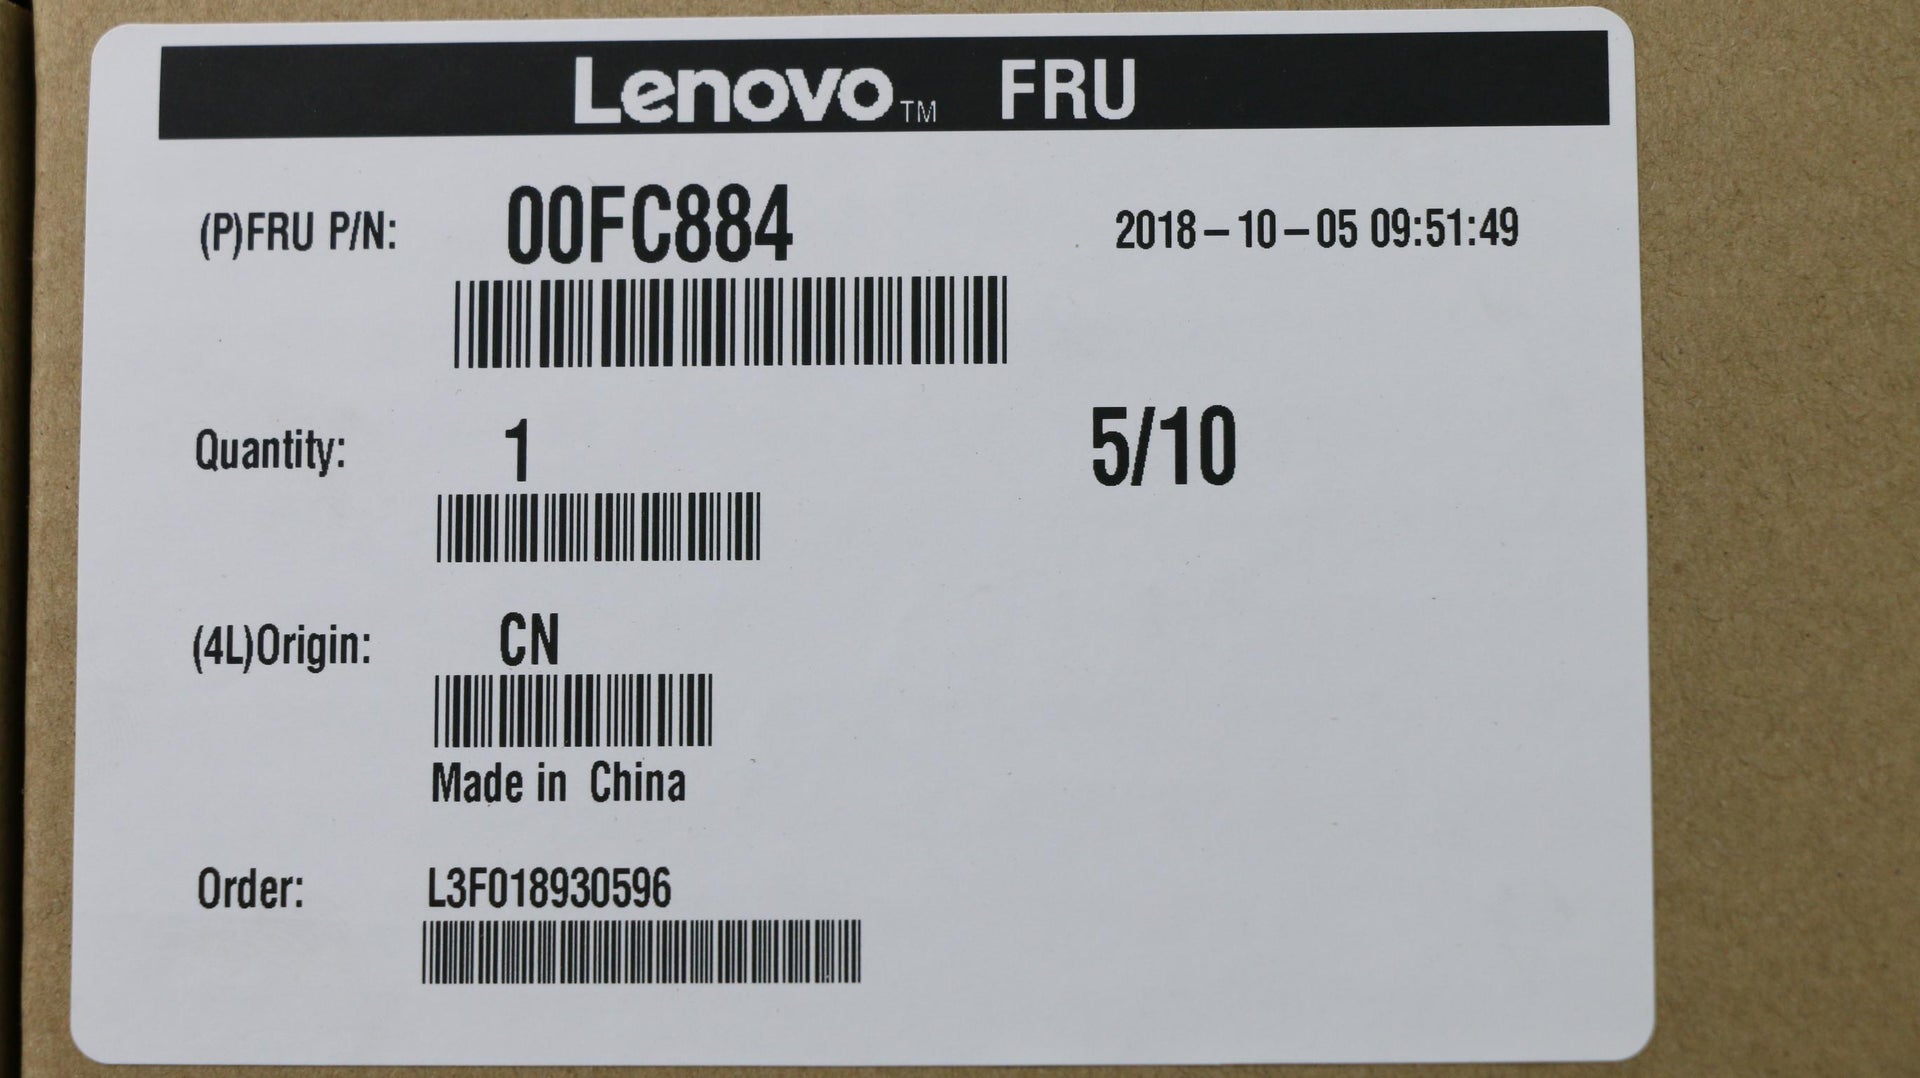 Lenovo™ FRU
(P)FRU P/N: 00FC884 2018-10-05 09:51:49
Quantity: 1 5/10
(4L)Origin: CN
Made in China
Order: L3F018930596